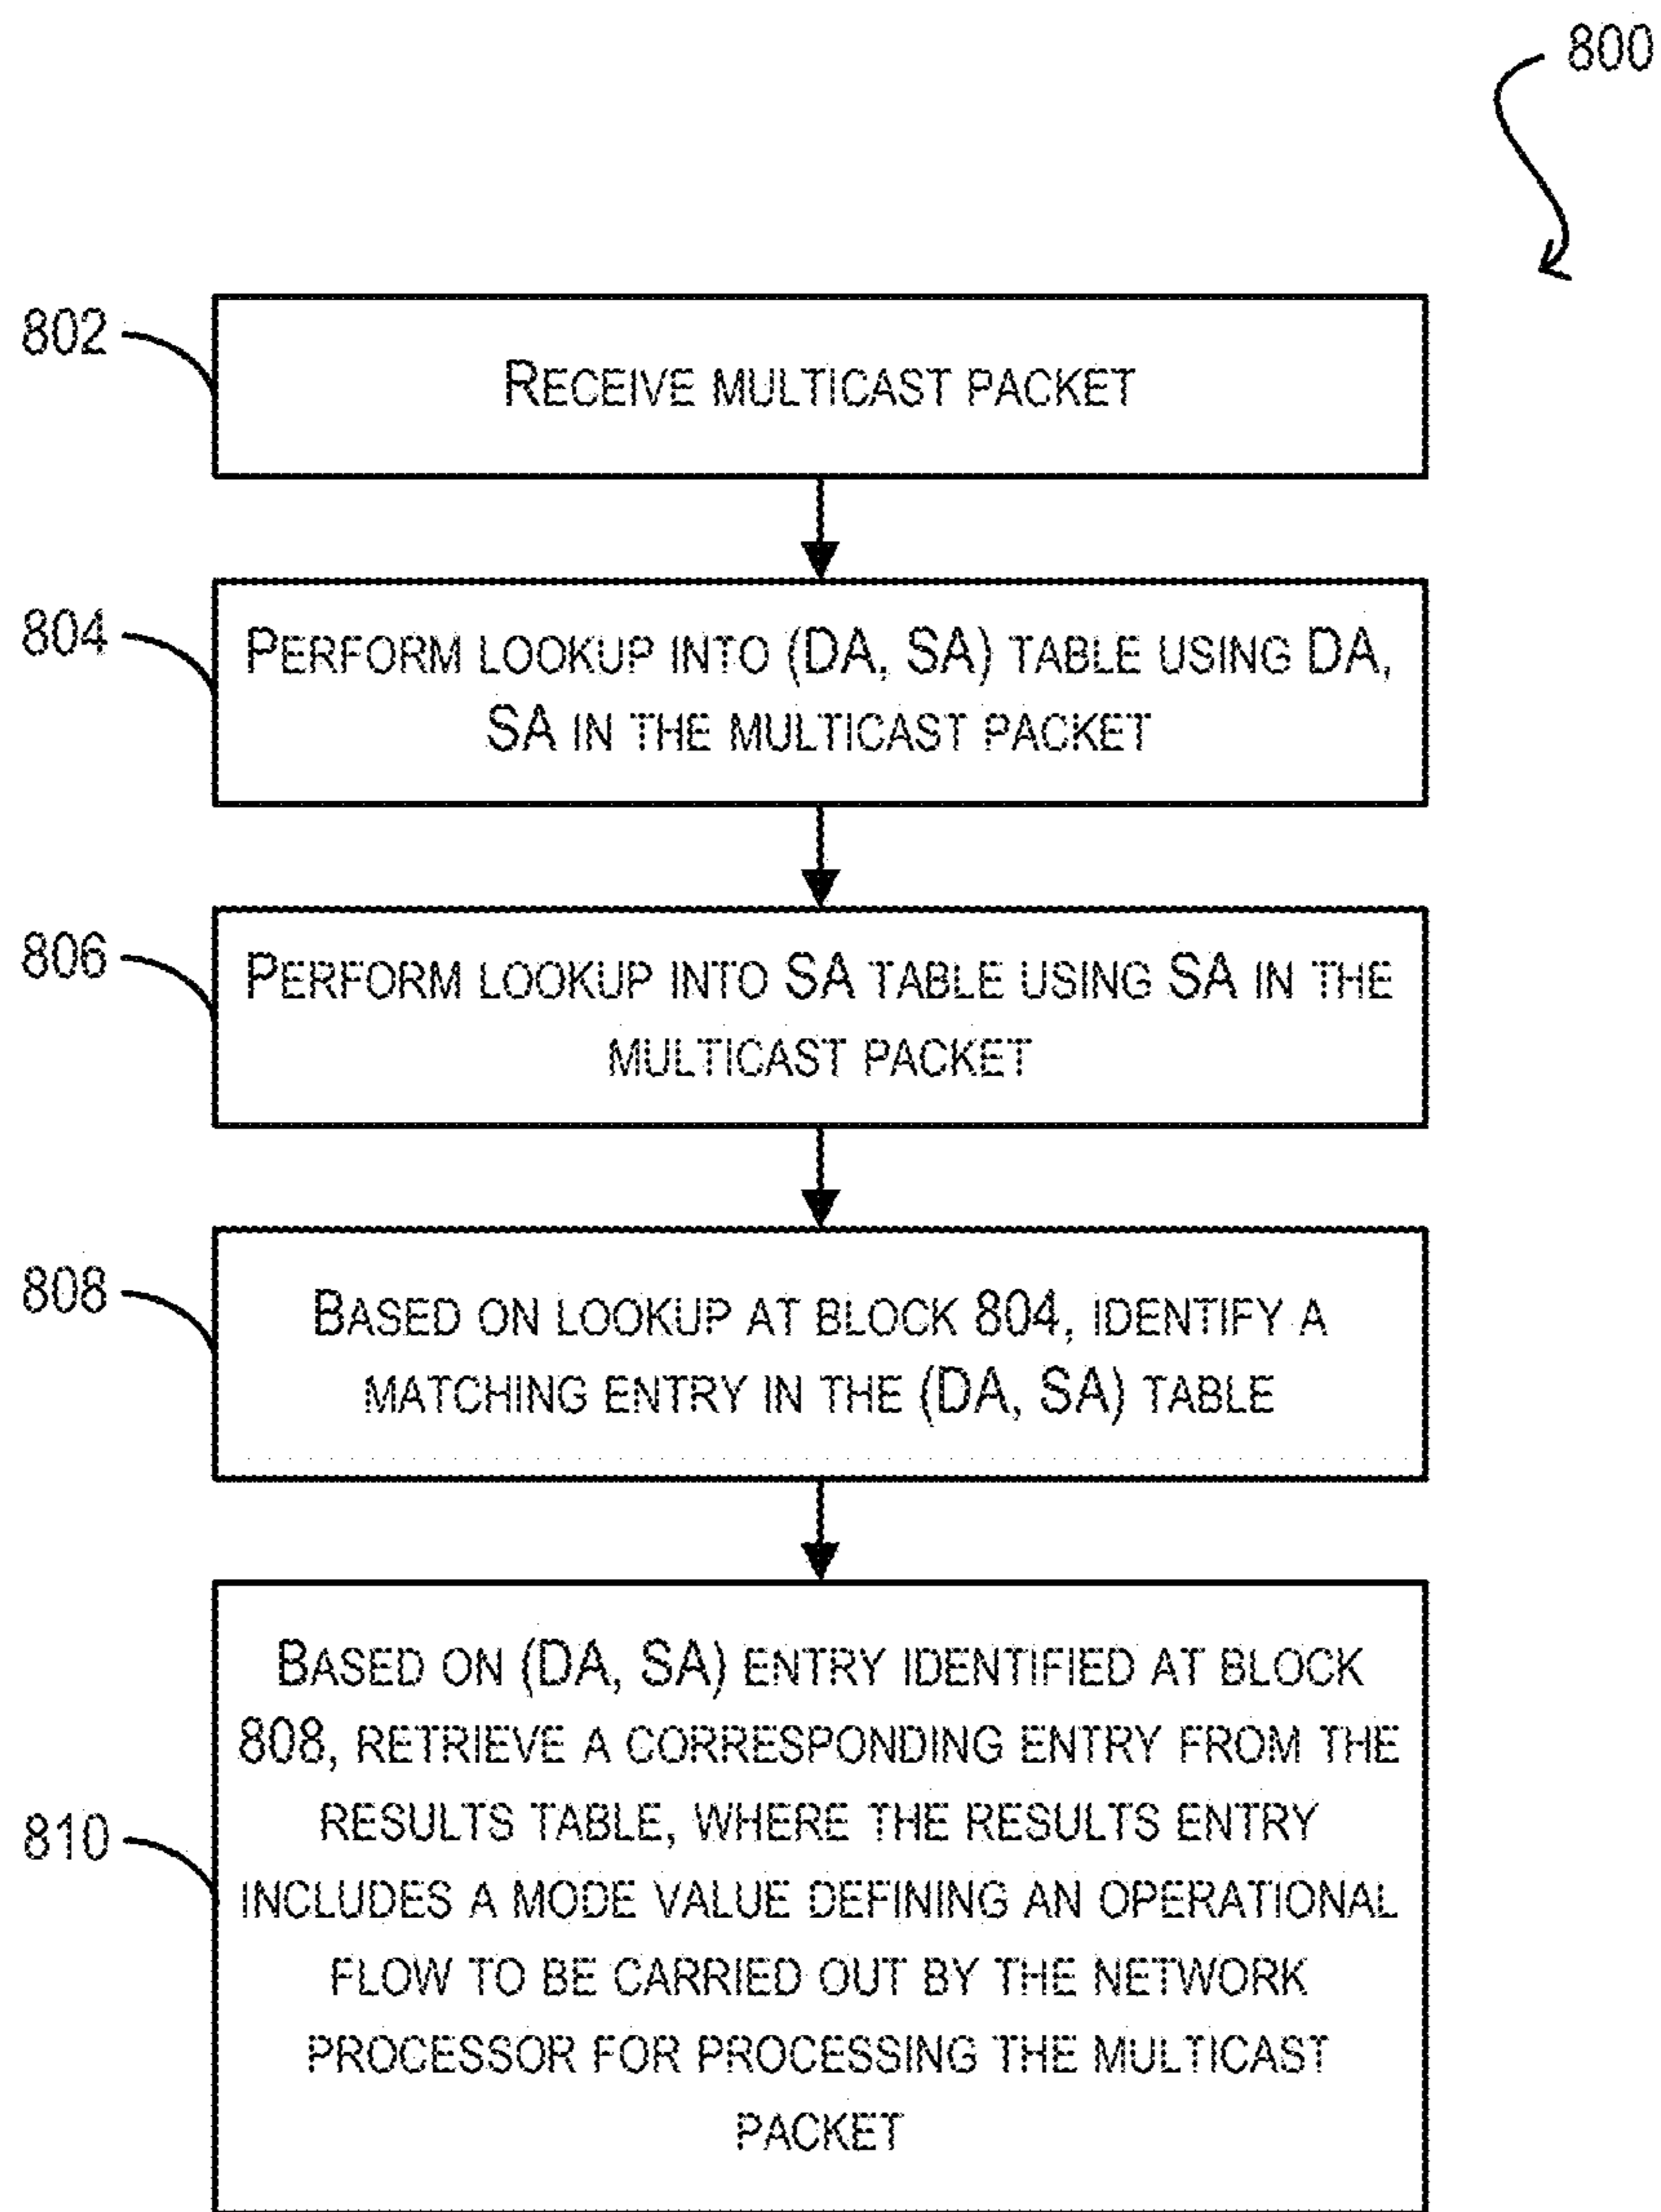 800
802
RECEIVE MULTICAST PACKET
804
PERFORM LOOKUP INTO (DA, SA) TABLE USING DA,
SA IN THE MULTICAST PACKET
806
PERFORM LOOKUP INTO SA TABLE USING SA IN THE
MULTICAST PACKET
808
BASED ON LOOKUP AT BLOCK 804, IDENTIFY A
MATCHING ENTRY IN THE (DA, SA) TABLE
810
BASED ON (DA, SA) ENTRY IDENTIFIED AT BLOCK
808, RETRIEVE A CORRESPONDING ENTRY FROM THE
RESULTS TABLE, WHERE THE RESULTS ENTRY
INCLUDES A MODE VALUE DEFINING AN OPERATIONAL
FLOW TO BE CARRIED OUT BY THE NETWORK
PROCESSOR FOR PROCESSING THE MULTICAST
PACKET